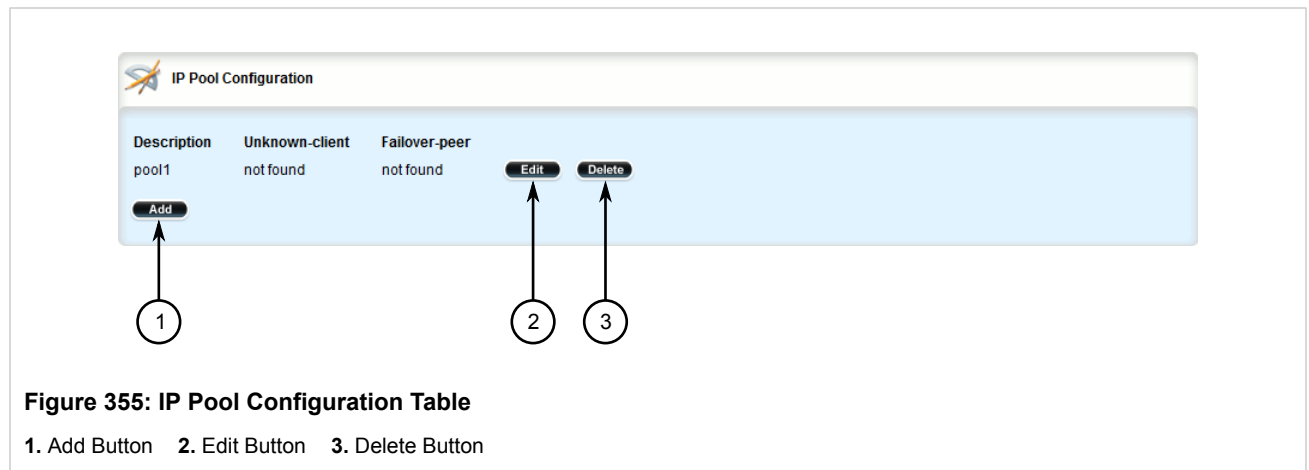 IP Pool Configuration
Description Unknown-client Failover-peer
pool1 not found not found Edit Delete
Add
1 2 3
Figure 355: IP Pool Configuration Table
1. Add Button 2. Edit Button 3. Delete Button